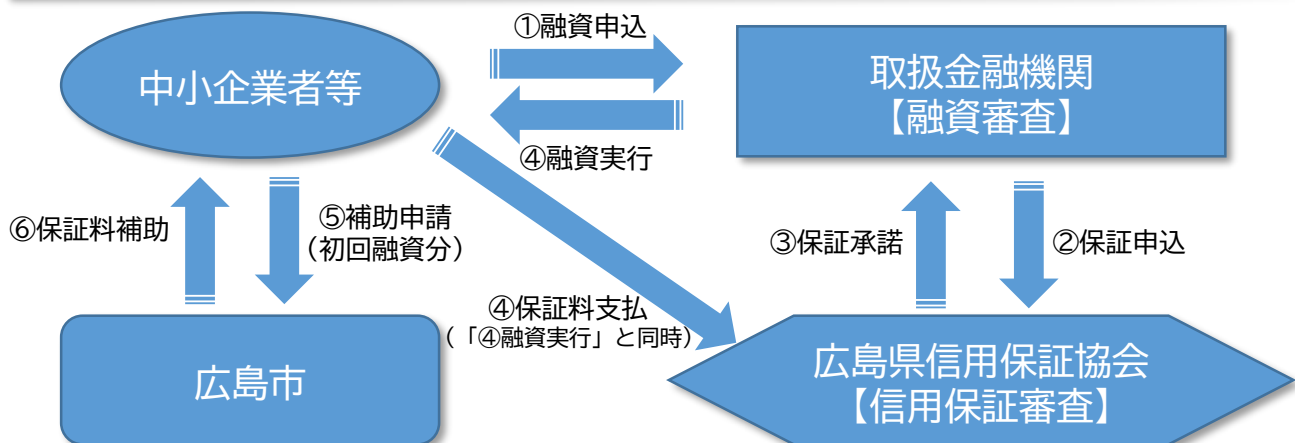 ①融資申込
中小企業者等
取扱金融機関
【融資審査】
④融資実行
⑥保証料補助
⑤補助申請
（初回融資分）
③保証承諾
②保証申込
④保証料支払
（「④融資実行」と同時）
広島市
広島県信用保証協会
【信用保証審査】